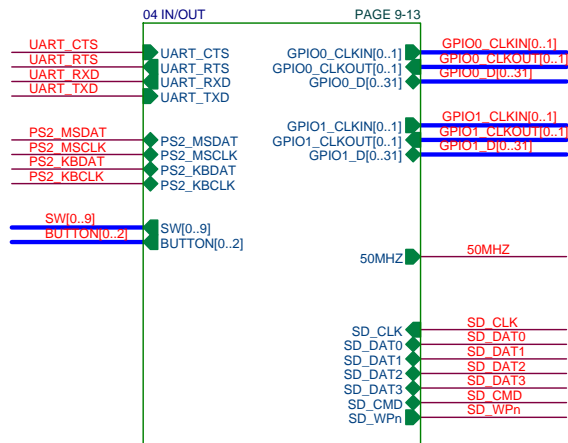 04 IN/OUT PAGE 9-13
UART_CTS UART_CTS GPIO0_CLKIN[0..1] GPIO0_CLKIN[0..1]
UART_RTS UART_RTS GPIO0_CLKOUT[0..1] GPIO0_CLKOUT[0..1]
UART_RXD UART_RXD GPIO0_D[0..31] GPIO0_D[0..31]
UART_TXD UART_TXD
GPIO1_CLKIN[0..1] GPIO1_CLKIN[0..1]
PS2_MSDAT PS2_MSDAT GPIO1_CLKOUT[0..1] GPIO1_CLKOUT[0..1]
PS2_MSCLK PS2_MSCLK GPIO1_D[0..31] GPIO1_D[0..31]
PS2_KBDAT PS2_KBDAT
PS2_KBCLK PS2_KBCLK
SW[0..9] SW[0..9]
BUTTON[0..2] BUTTON[0..2]
50MHZ 50MHZ
SD_CLK SD_CLK
SD_DAT0 SD_DAT0
SD_DAT1 SD_DAT1
SD_DAT2 SD_DAT2
SD_DAT3 SD_DAT3
SD_CMD SD_CMD
SD_WPn SD_WPn